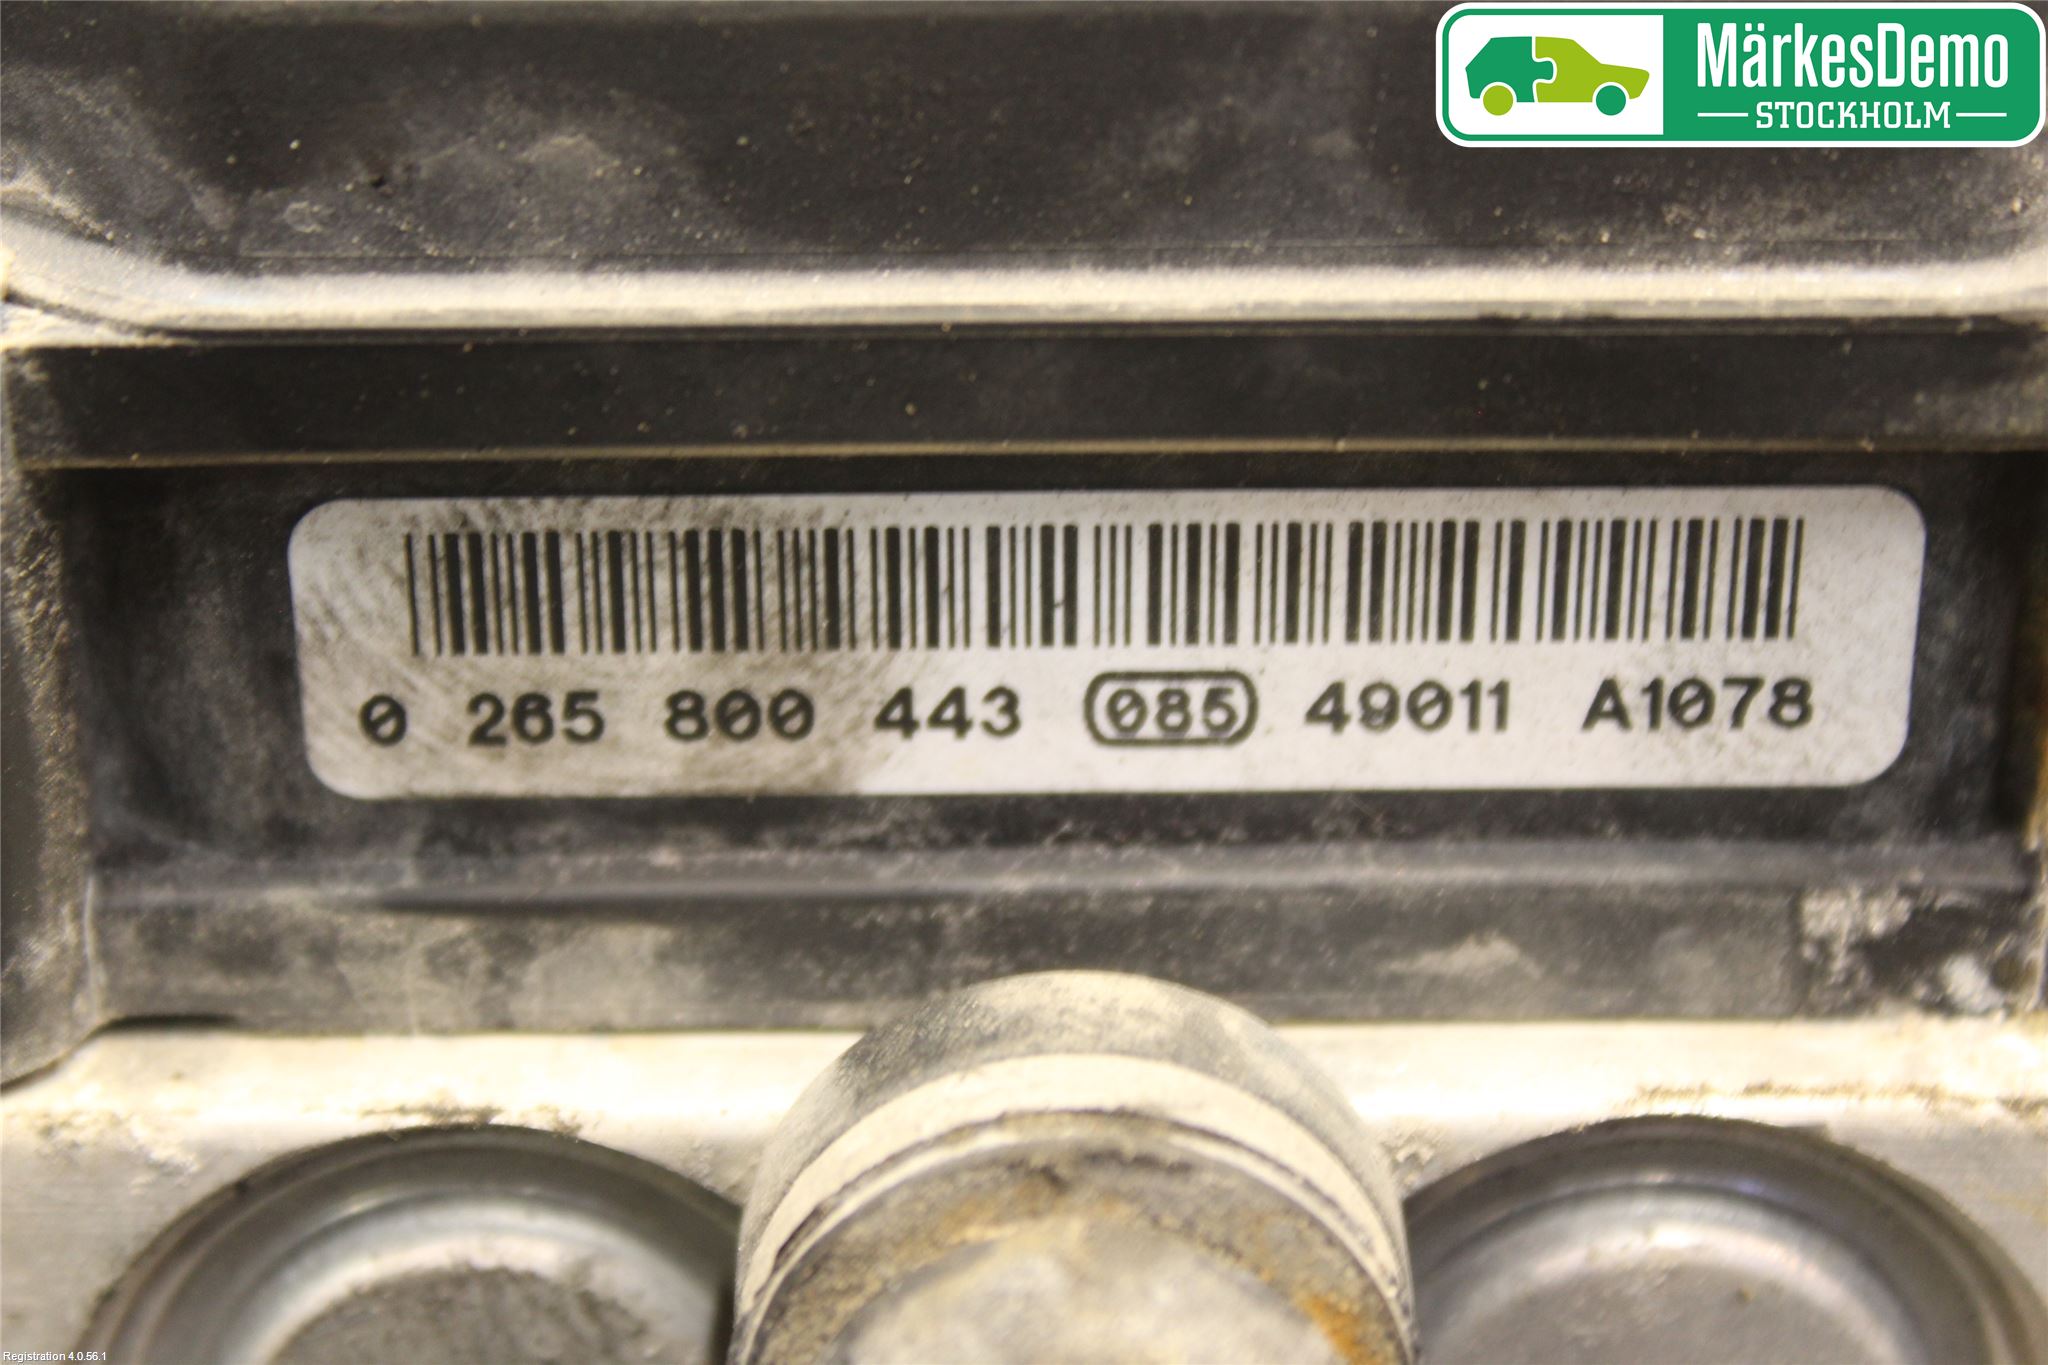 MärkesDemo
STOCKHOLM
0 265 800 443 085 49011 A1078
Registration 4.0.56.1